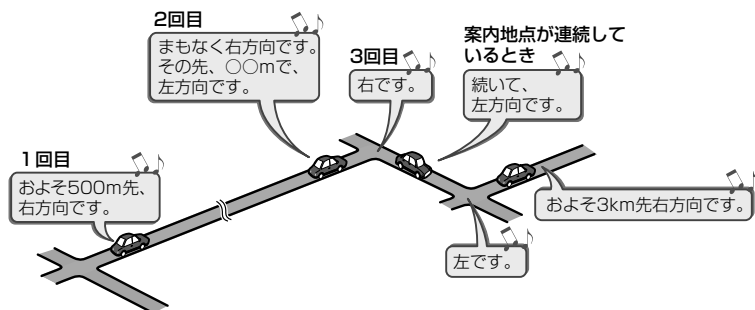 2回目
まもなく右方向です。
その先、○○mで、
左方向です。
3回目
右です。
案内地点が連続して
いるとき
続いて、
左方向です。
1回目
およそ500m先、
右方向です。
およそ3km先右方向です。
左です。